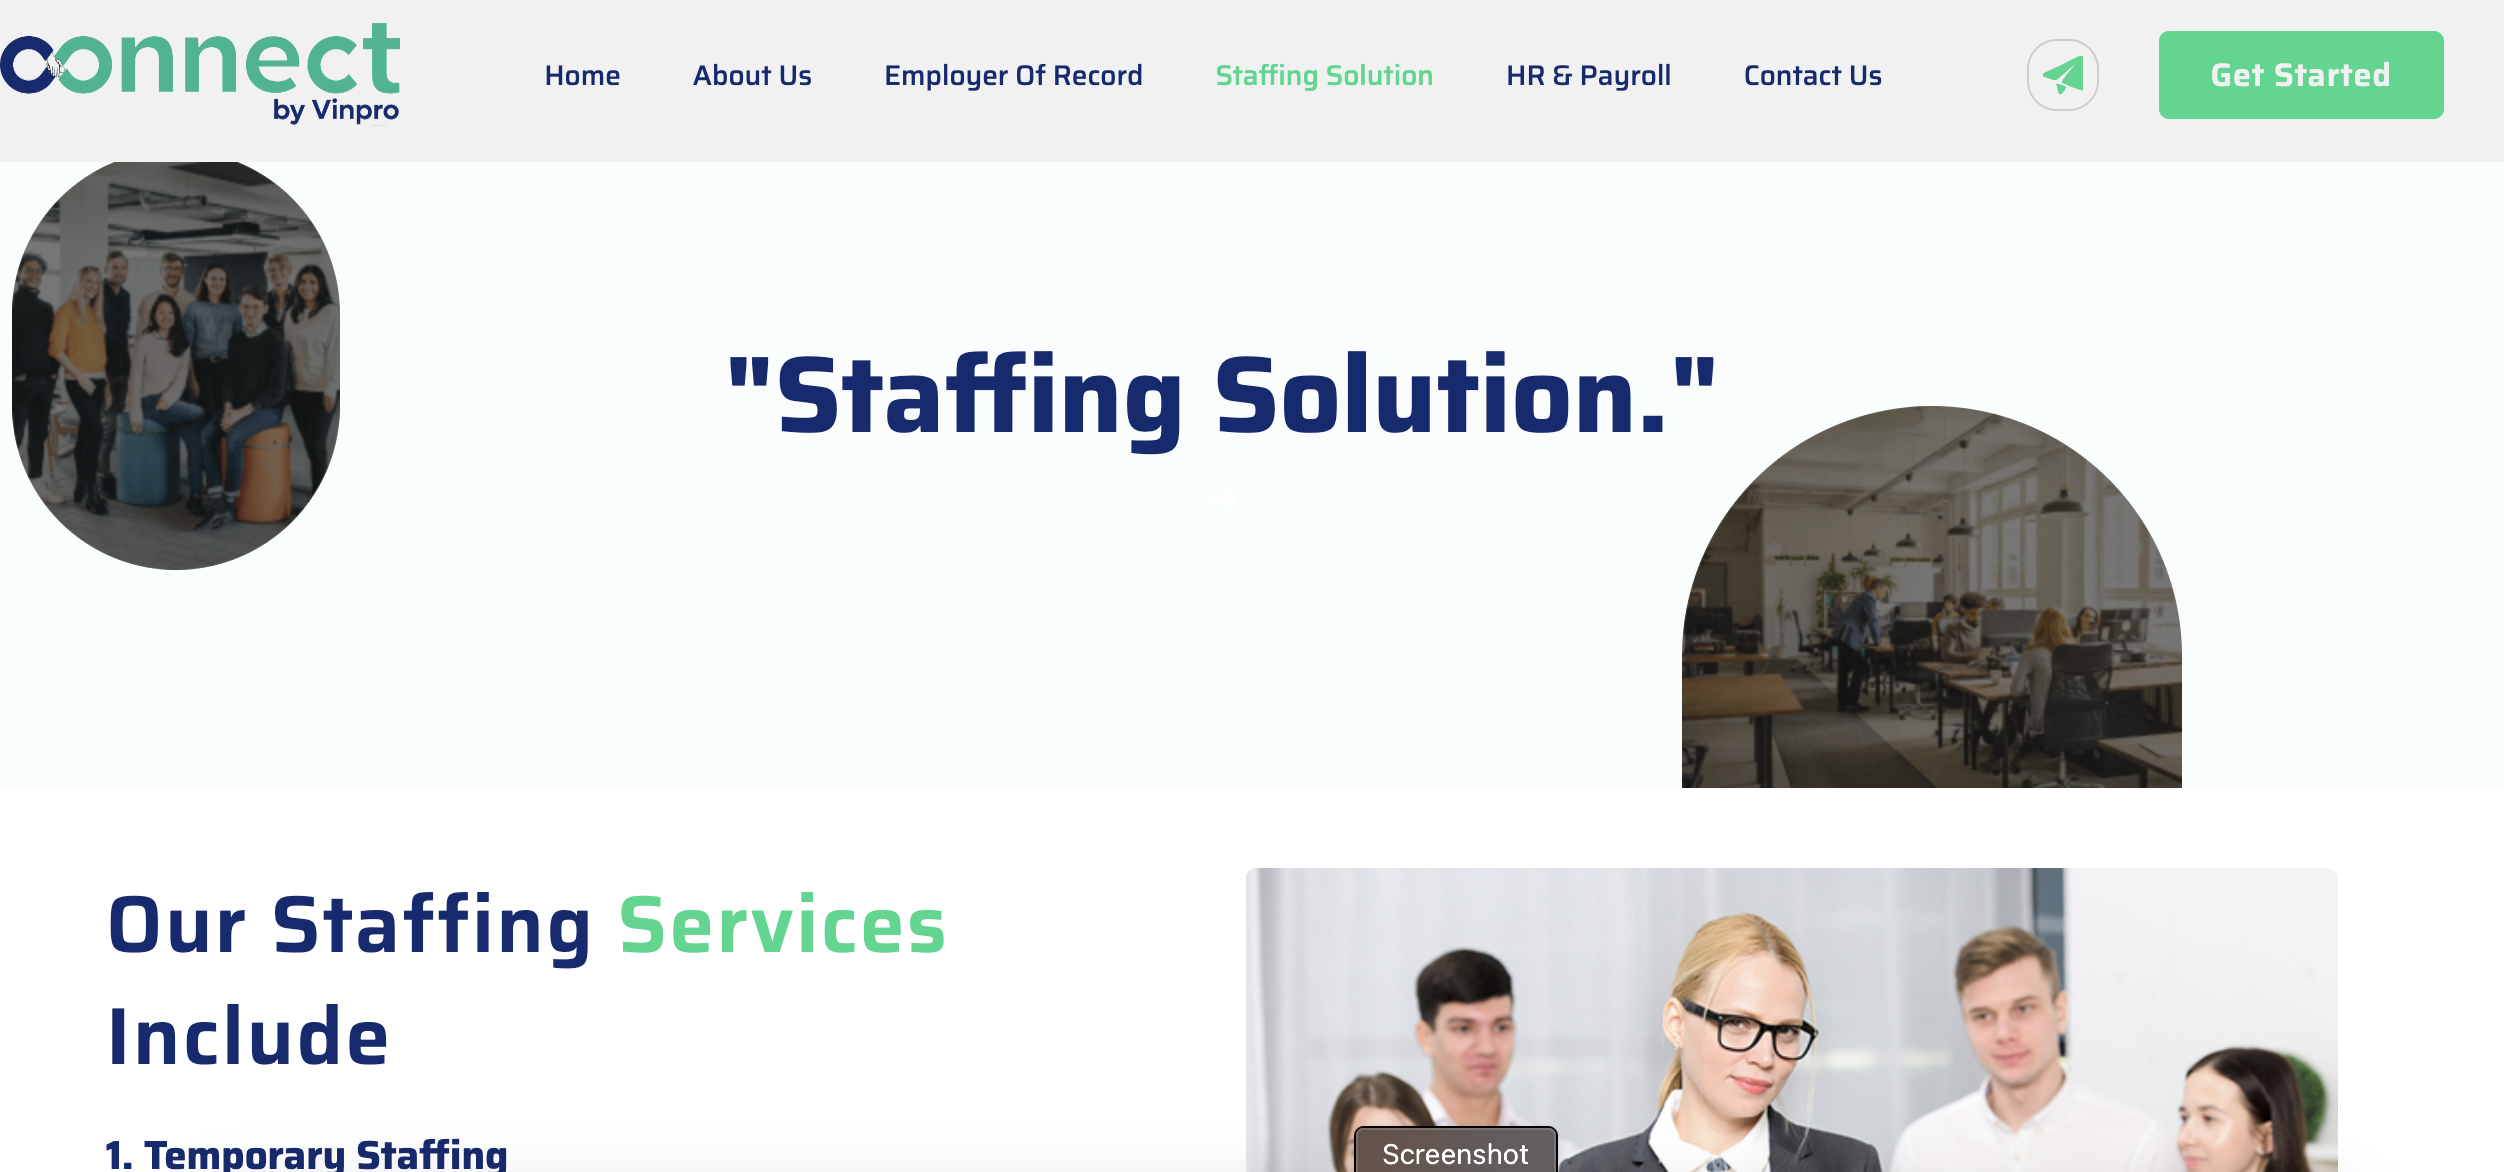 connect
by Vinpro
Home
About Us
Employer Of Record
Staffing Solution
HR & Payroll
Contact Us
Get Started
"Staffing Solution."
Our Staffing Services
Include
1. Temporary Staffing
Screenshot